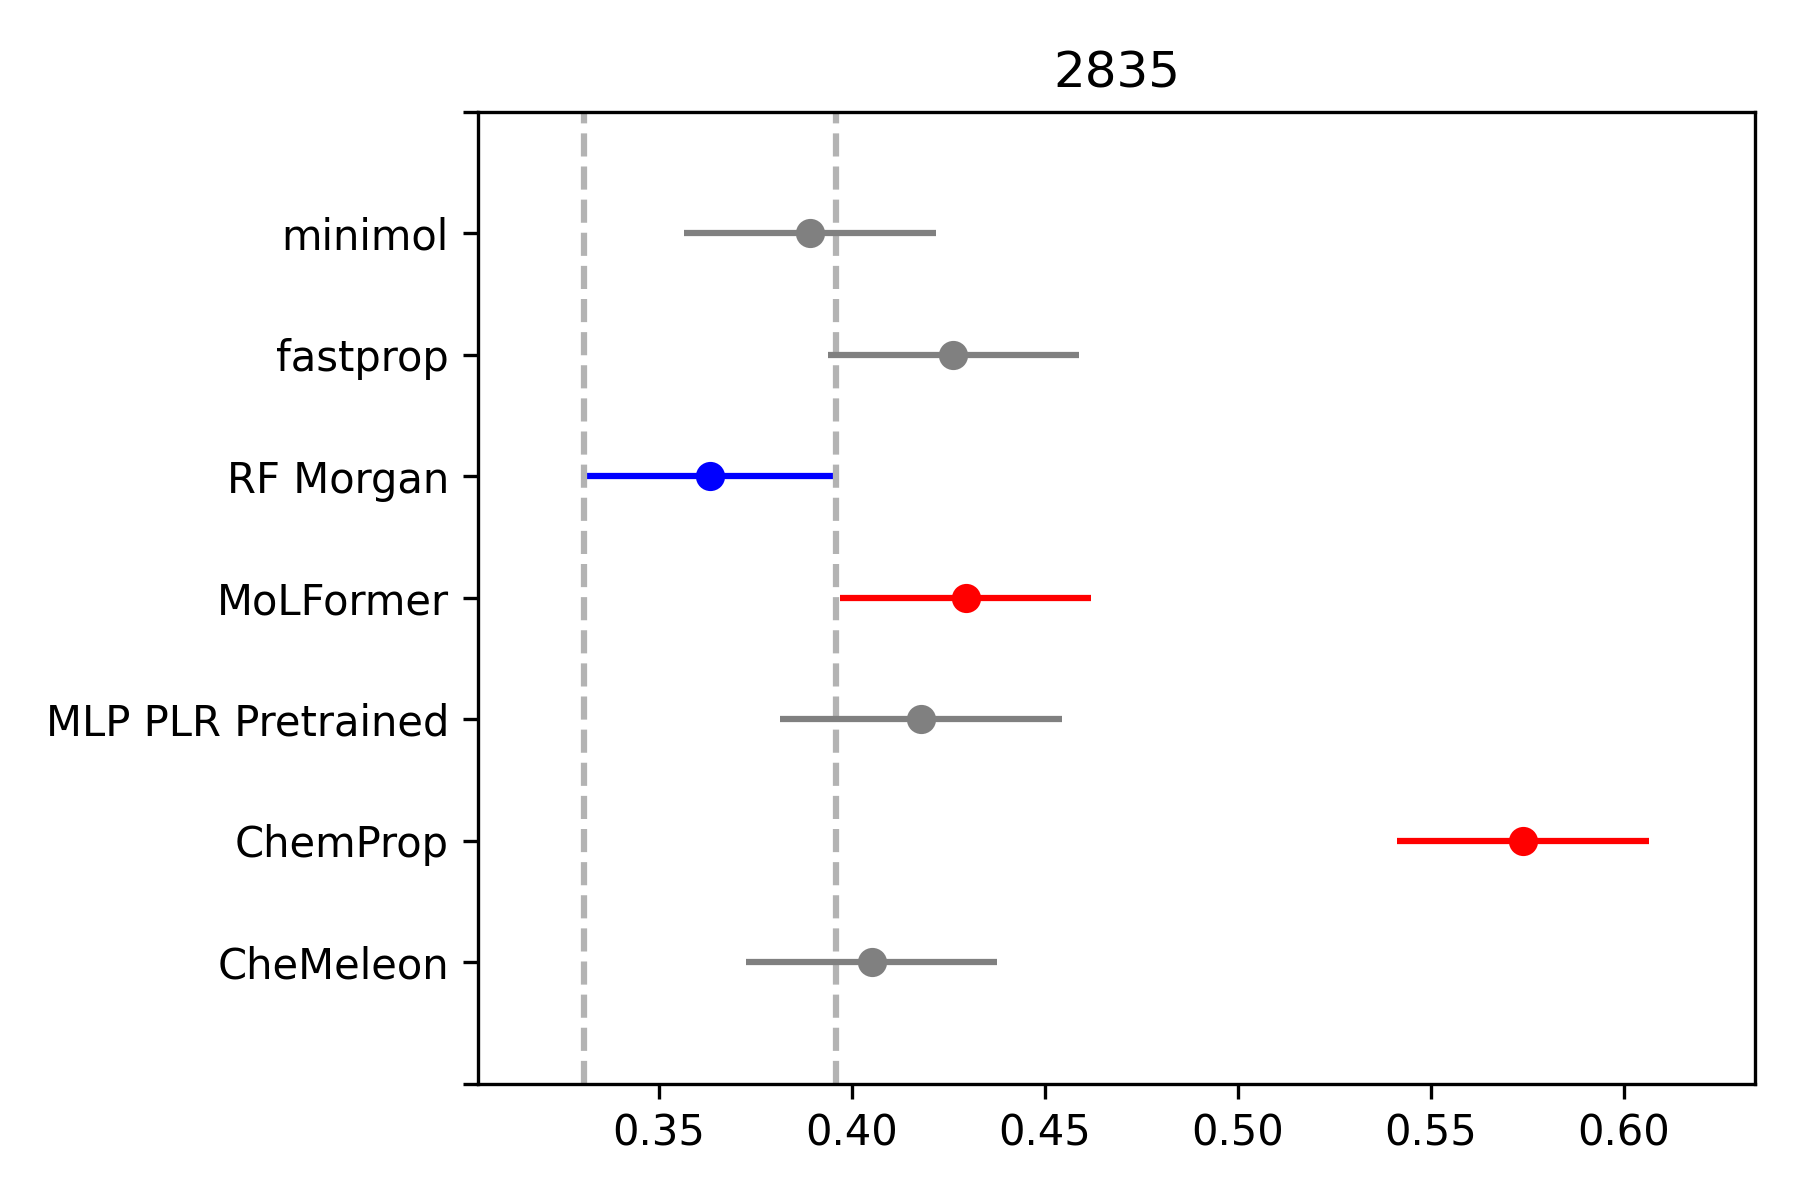 2835
minimol
fastprop
RF Morgan
MoLFormer
MLP PLR Pretrained
ChemProp
CheMeleon
0.35 0.40 0.45 0.50 0.55 0.60